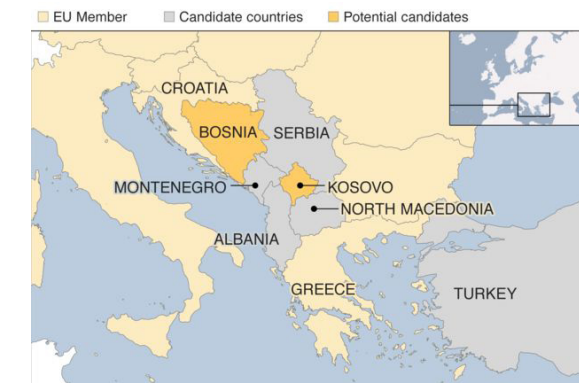 EU Member Candidate countries Potential candidates
CROATIA
BOSNIA SERBIA
MONTENEGRO KOSOVO
NORTH MACEDONIA
ALBANIA
GREECE TURKEY